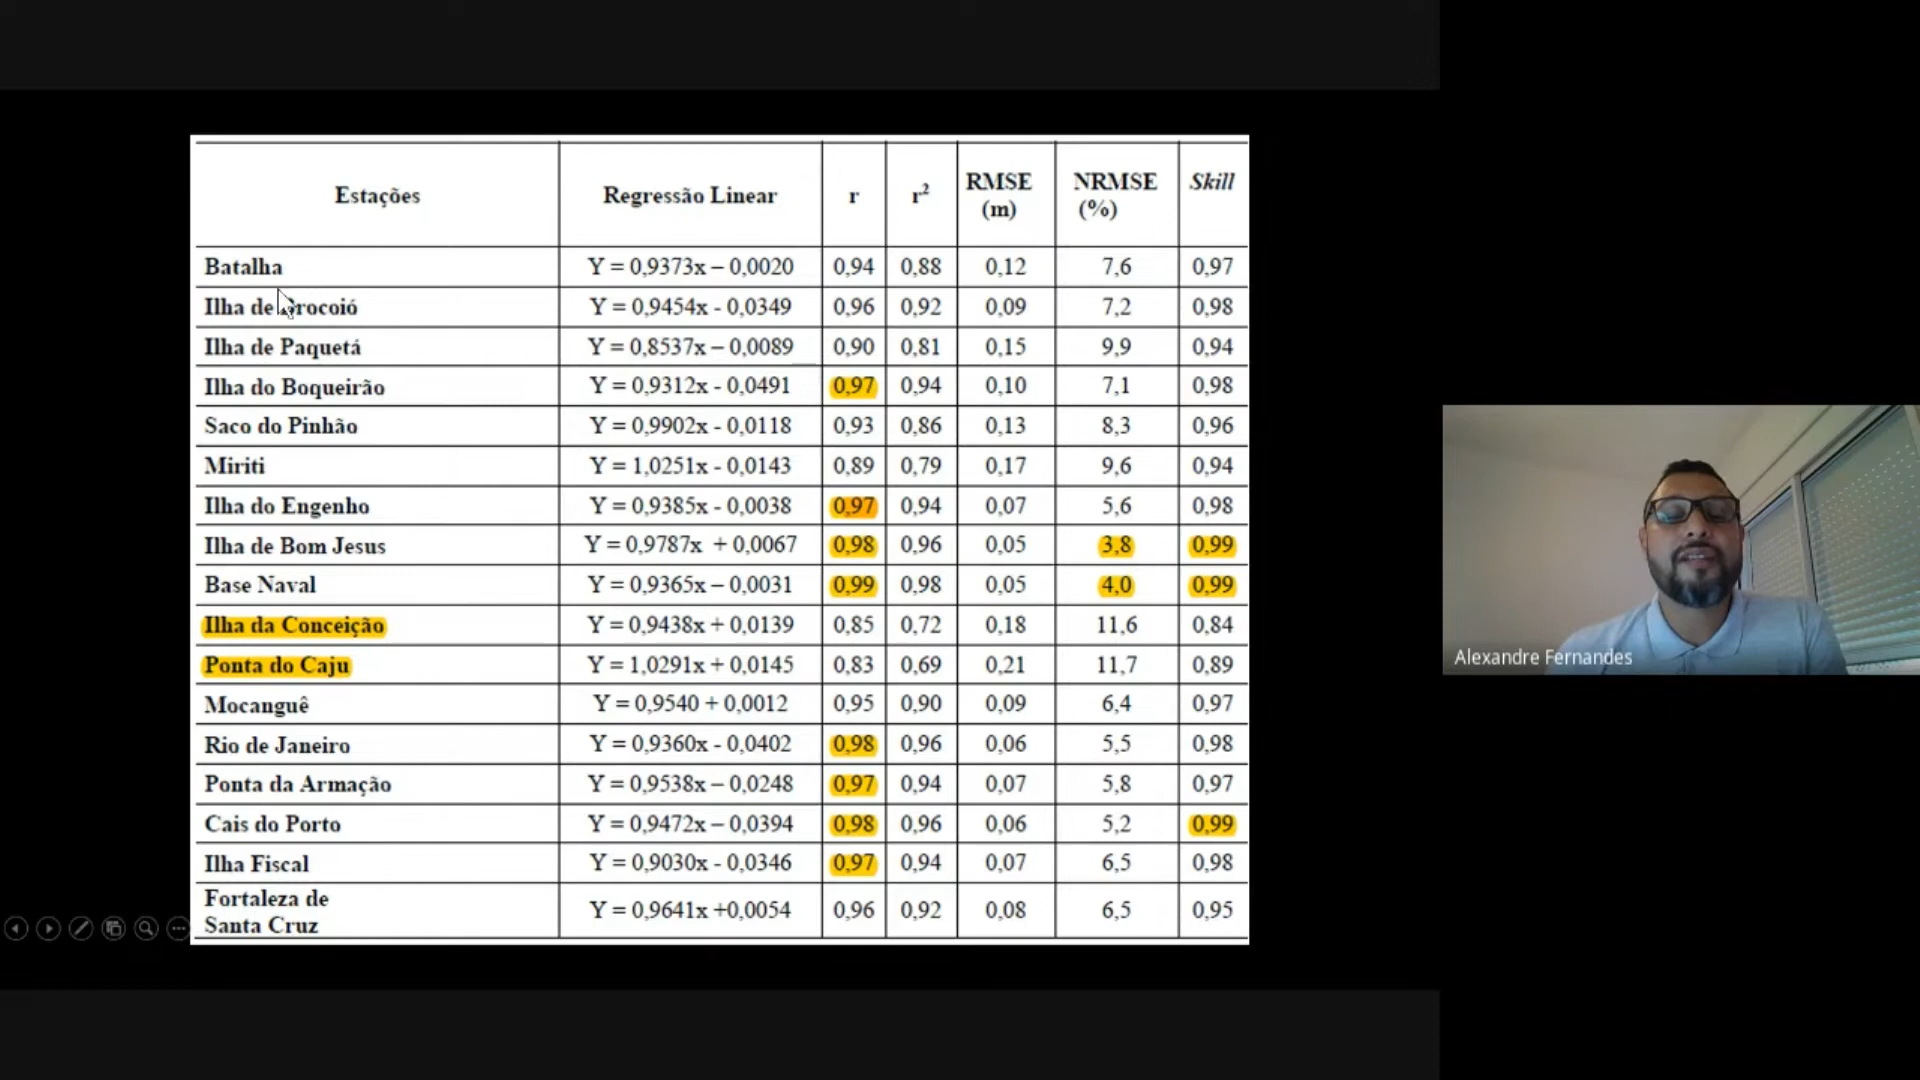 Estações Regressão Linear r r² RMSE (m) NRMSE (%) Skill
Batalha Y = 0,9373x – 0,0020 0,94 0,88 0,12 7,6 0,97
Ilha de rocoió Y = 0,9454x - 0,0349 0,96 0,92 0,09 7,2 0,98
Ilha de Paquetá Y = 0,8537x – 0,0089 0,90 0,81 0,15 9,9 0,94
Ilha do Boqueirão Y = 0,9312x - 0,0491 0,97 0,94 0,10 7,1 0,98
Saco do Pinhão Y = 0,9902x - 0,0118 0,93 0,86 0,13 8,3 0,96
Miriti Y = 1,0251x - 0,0143 0,89 0,79 0,17 9,6 0,94
Ilha do Engenho Y = 0,9385x - 0,0038 0,97 0,94 0,07 5,6 0,98
Ilha de Bom Jesus Y = 0,9787x + 0,0067 0,98 0,96 0,05 3,8 0,99
Base Naval Y = 0,9365x – 0,0031 0,99 0,98 0,05 4,0 0,99
Ilha da Conceição Y = 0,9438x + 0,0139 0,85 0,72 0,18 11,6 0,84
Ponta do Caju Y = 1,0291x + 0,0145 0,83 0,69 0,21 11,7 0,89
Mocanguê Y = 0,9540 + 0,0012 0,95 0,90 0,09 6,4 0,97
Rio de Janeiro Y = 0,9360x - 0,0402 0,98 0,96 0,06 5,5 0,98
Ponta da Armação Y = 0,9538x – 0,0248 0,97 0,94 0,07 5,8 0,97
Cais do Porto Y = 0,9472x – 0,0394 0,98 0,96 0,06 5,2 0,99
Ilha Fiscal Y = 0,9030x - 0,0346 0,97 0,94 0,07 6,5 0,98
Fortaleza de
Santa Cruz Y = 0,9641x +0,0054 0,96 0,92 0,08 6,5 0,95
Alexandre Fernandes